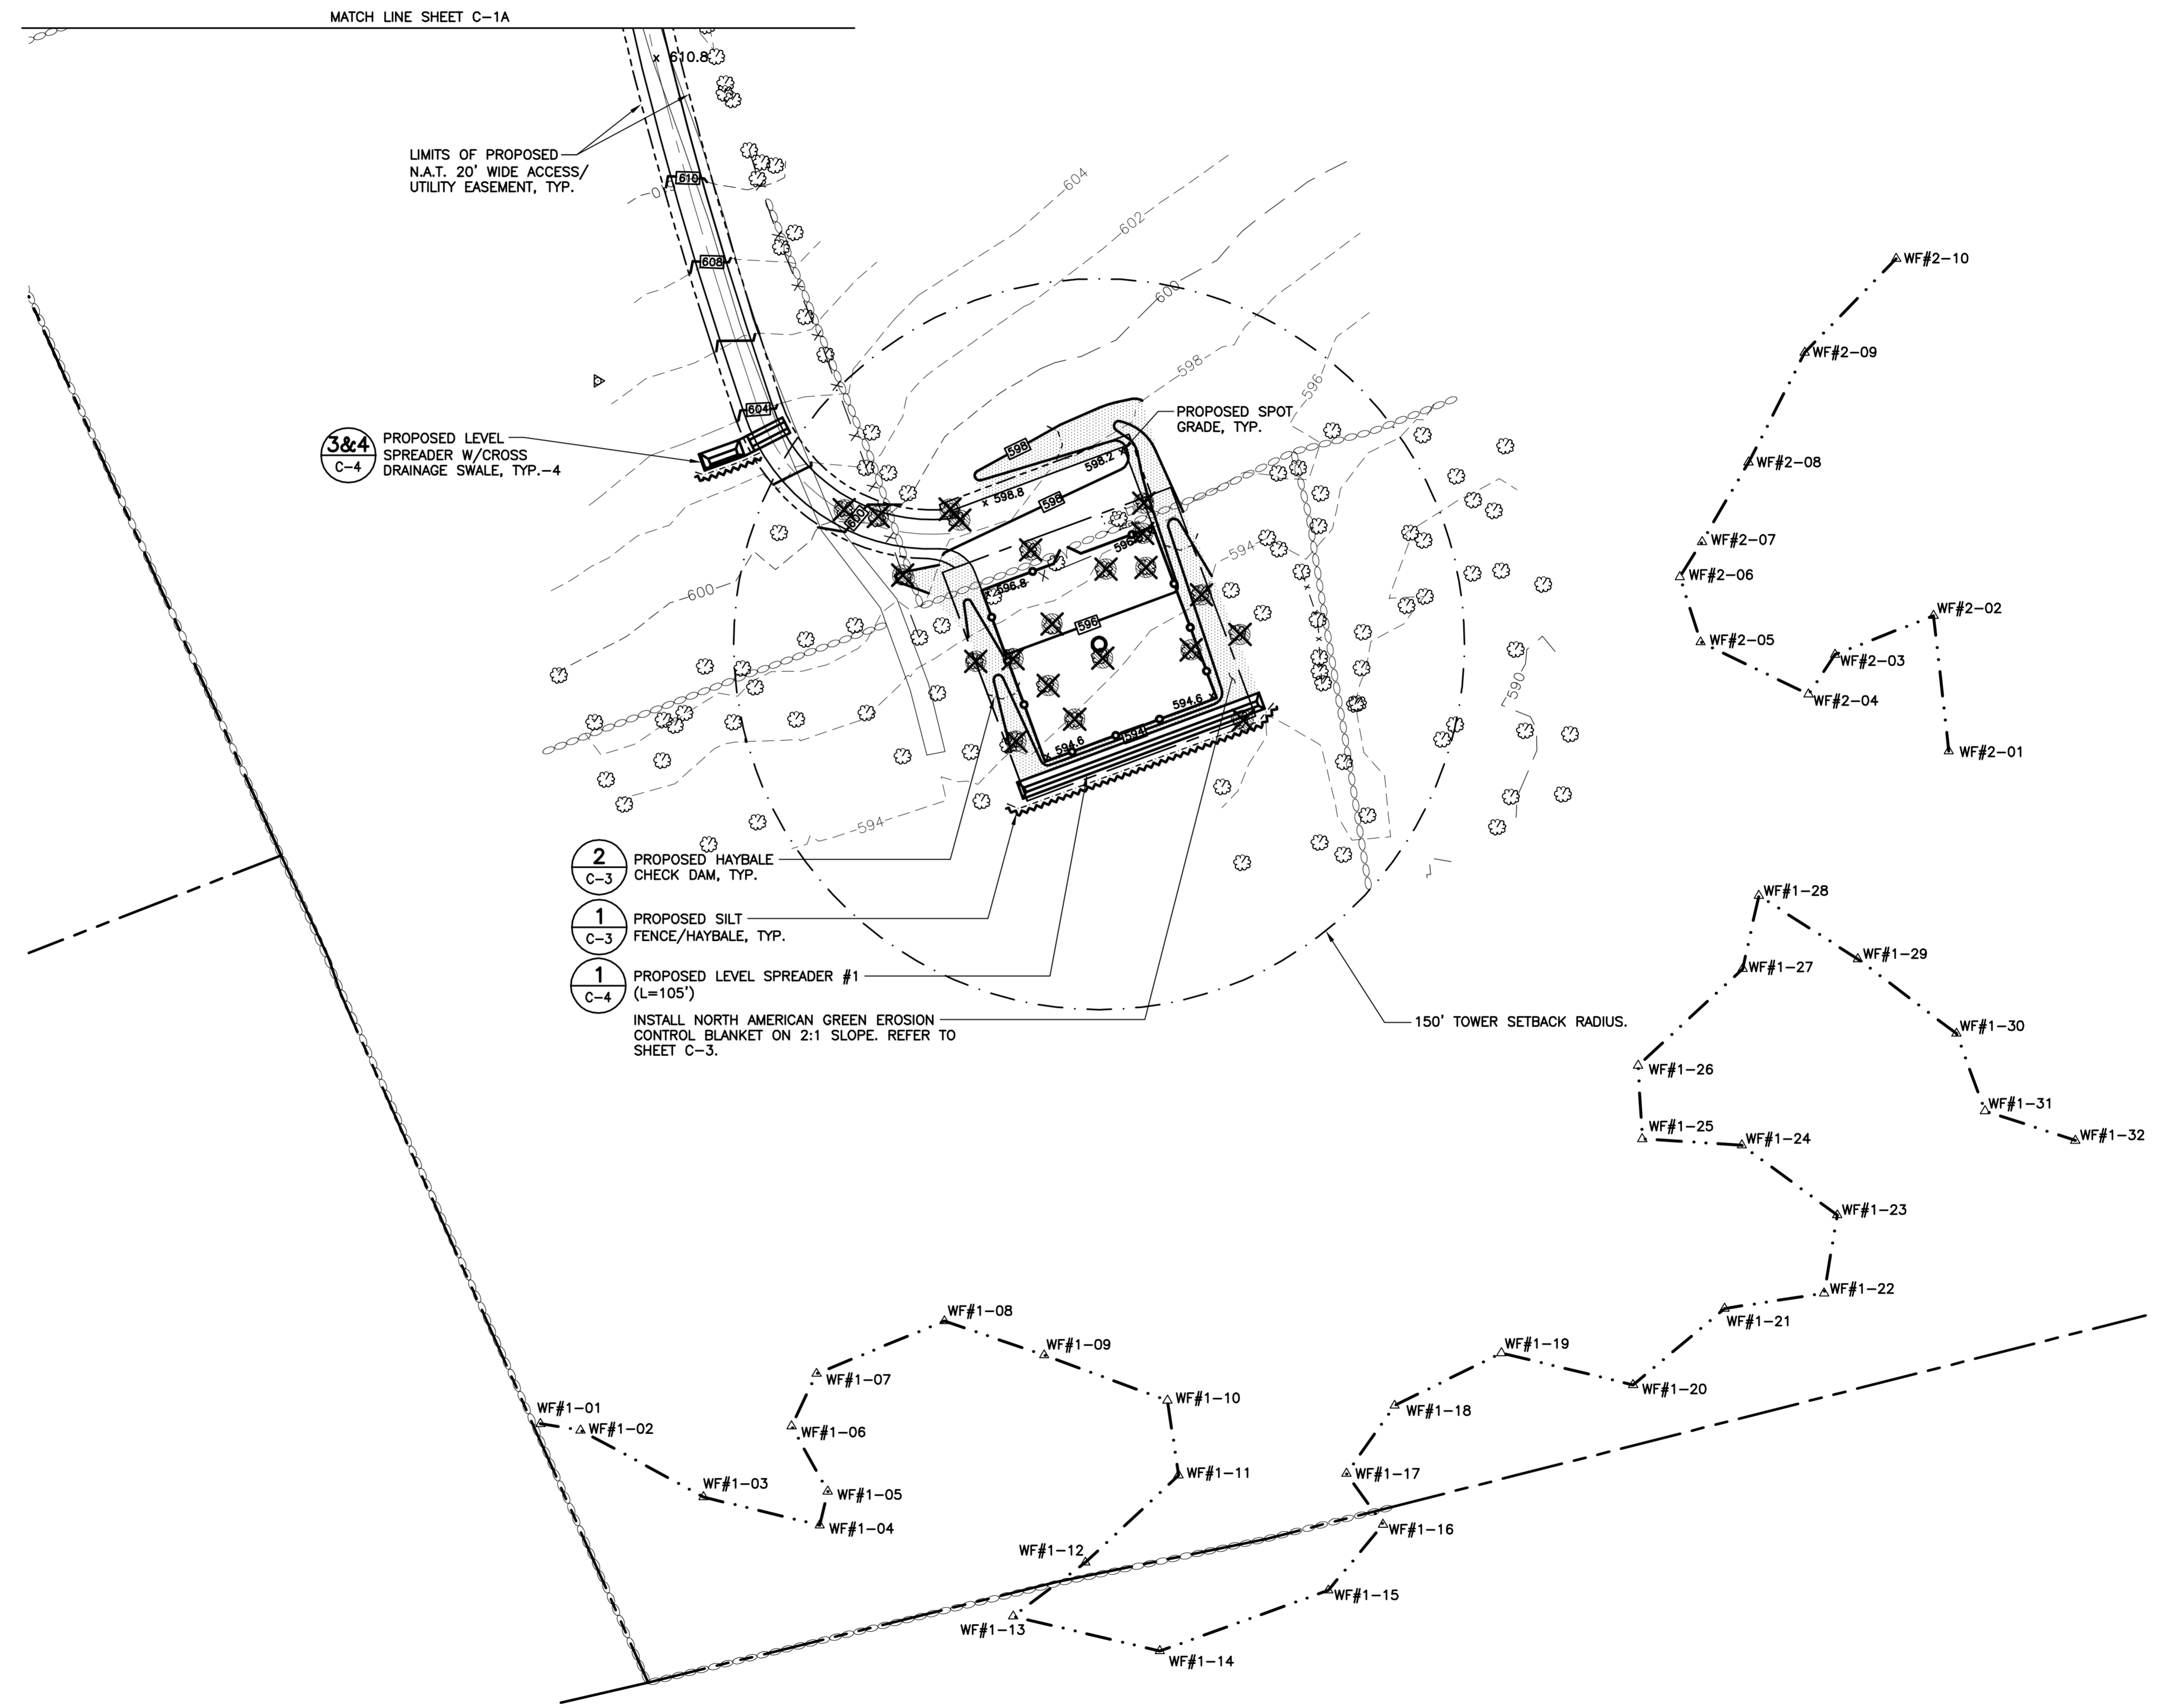 MATCH LINE SHEET C-1A
610.8
LIMITS OF PROPOSED
N.A.T. 20' WIDE ACCESS/
UTILITY EASEMENT, TYP.
610
608
604
604
602
600
598
596
PROPOSED SPOT
GRADE, TYP.
3&4
C-4
PROPOSED LEVEL
SPREADER W/CROSS
DRAINAGE SWALE, TYP.-4
598
598.2
598.8
598
600
596.8
596
594
600
590
594.6
594.6
594
594
2
C-3
PROPOSED HAYBALE
CHECK DAM, TYP.
1
C-3
PROPOSED SILT
FENCE/HAYBALE, TYP.
1
C-4
PROPOSED LEVEL SPREADER #1
(L=105')
INSTALL NORTH AMERICAN GREEN EROSION
CONTROL BLANKET ON 2:1 SLOPE. REFER TO
SHEET C-3.
150' TOWER SETBACK RADIUS.
WF#2-10
WF#2-09
WF#2-08
WF#2-07
WF#2-06
WF#2-05
WF#2-04
WF#2-03
WF#2-02
WF#2-01
WF#1-28
WF#1-29
WF#1-27
WF#1-30
WF#1-26
WF#1-31
WF#1-25
WF#1-24
WF#1-32
WF#1-23
WF#1-22
WF#1-21
WF#1-19
WF#1-20
WF#1-18
WF#1-17
WF#1-16
WF#1-15
WF#1-14
WF#1-13
WF#1-12
WF#1-11
WF#1-10
WF#1-09
WF#1-08
WF#1-07
WF#1-06
WF#1-05
WF#1-04
WF#1-03
WF#1-02
WF#1-01